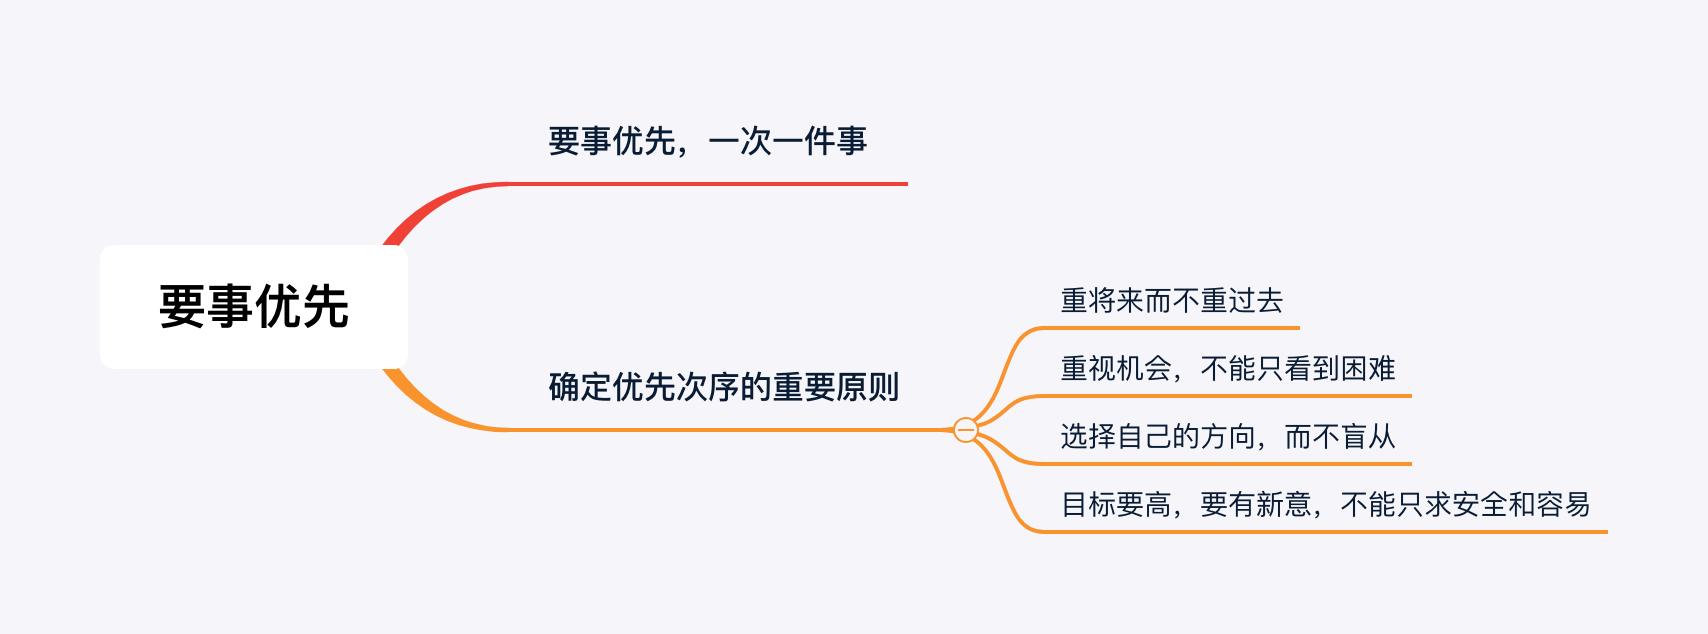 要事优先
要事优先，一次一件事
确定优先次序的重要原则
重将来而不重过去
重视机会，不能只看到困难
选择自己的方向，而不盲从
目标要高，要有新意，不能只求安全和容易